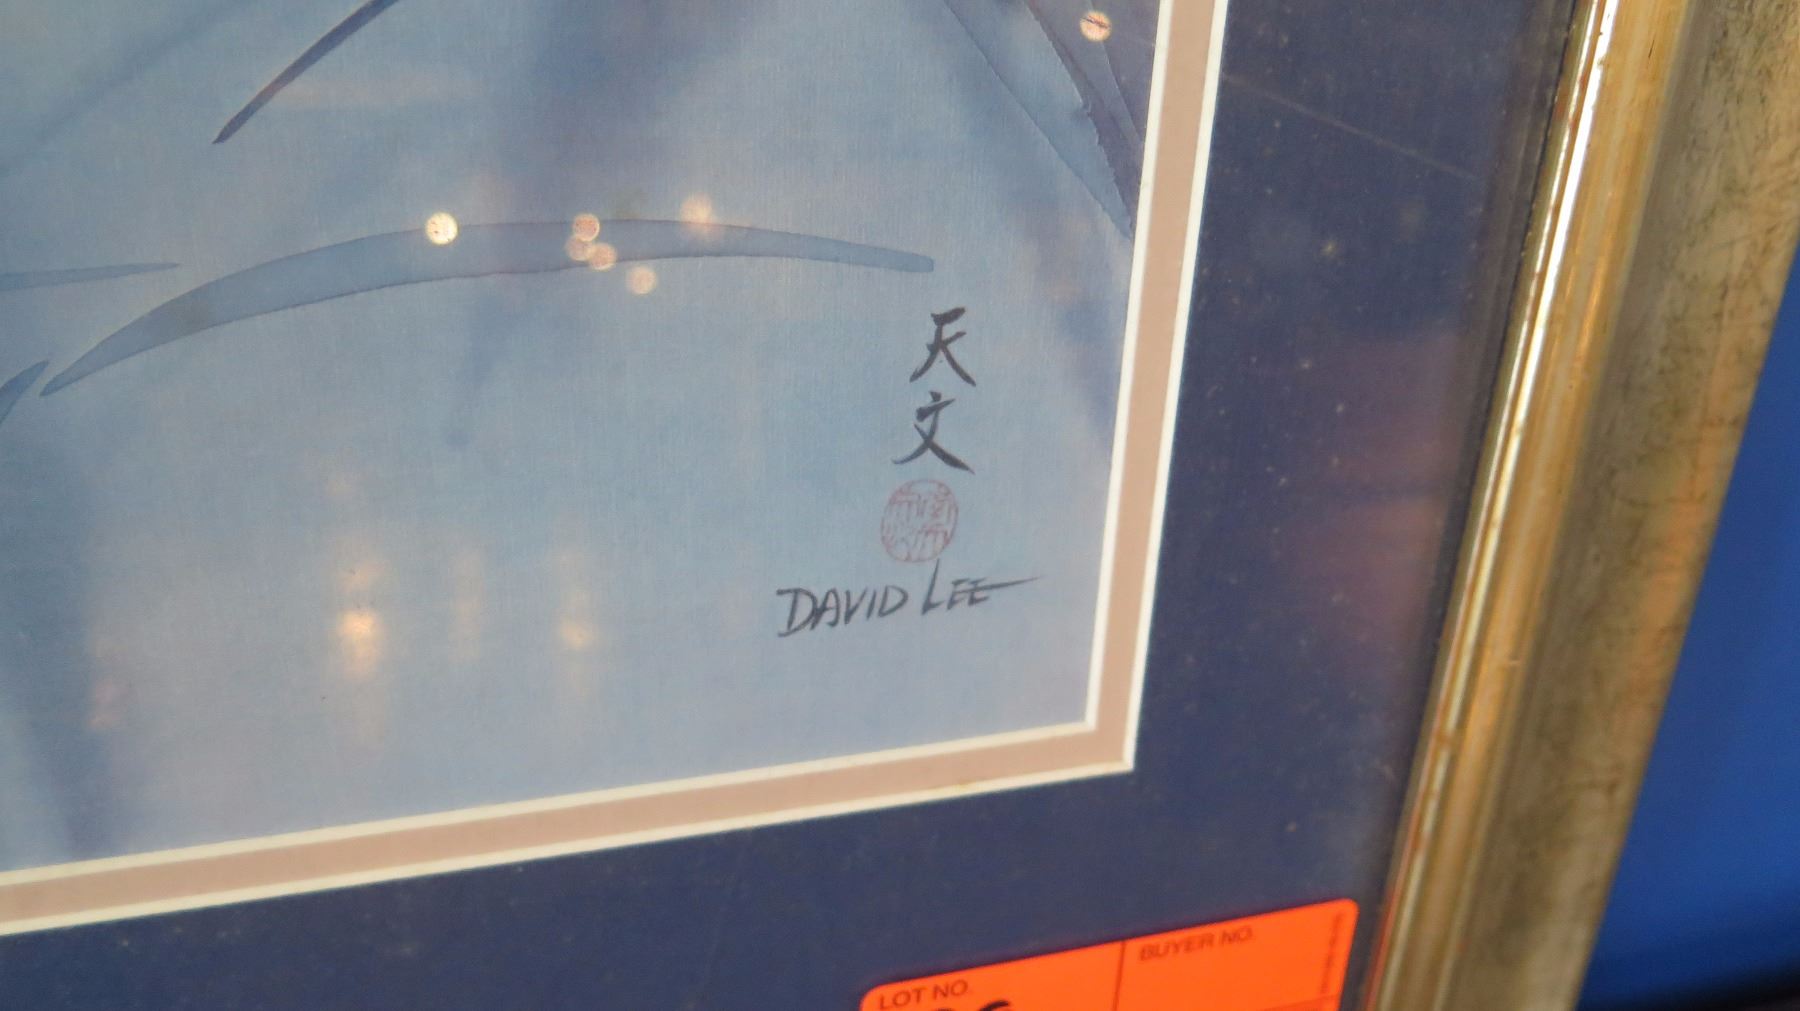 天
文
DAVID LEE
LOT NO.
BUYER NO.